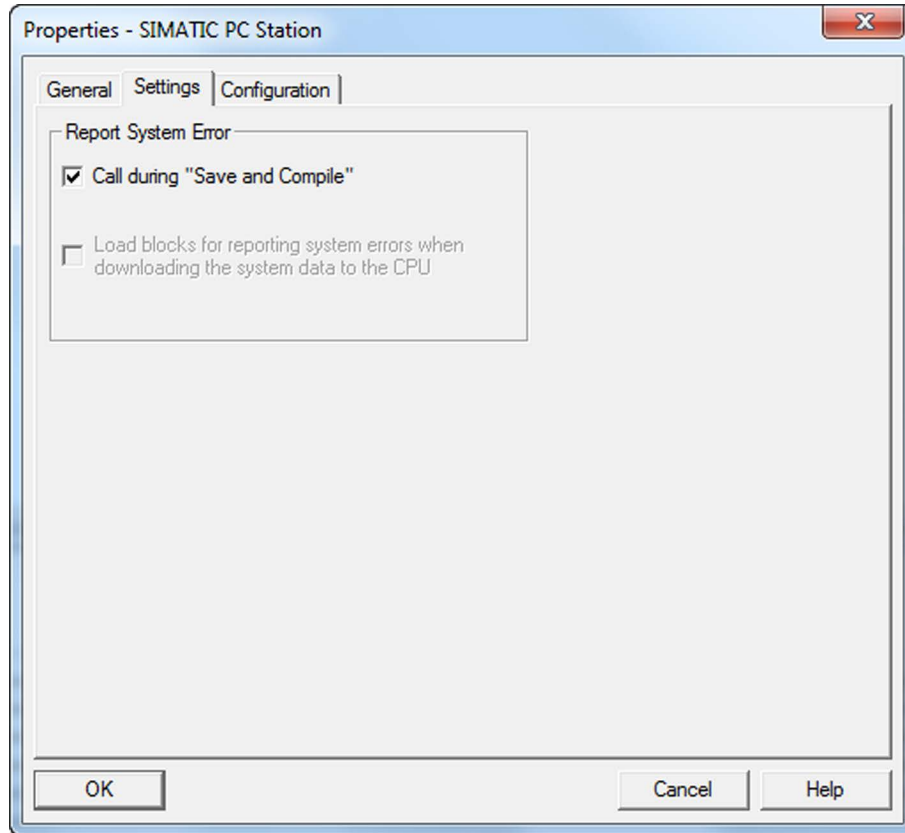 Properties - SIMATIC PC Station
General Settings Configuration
Report System Error
Call during "Save and Compile"
Load blocks for reporting system errors when
downloading the system data to the CPU
OK Cancel Help